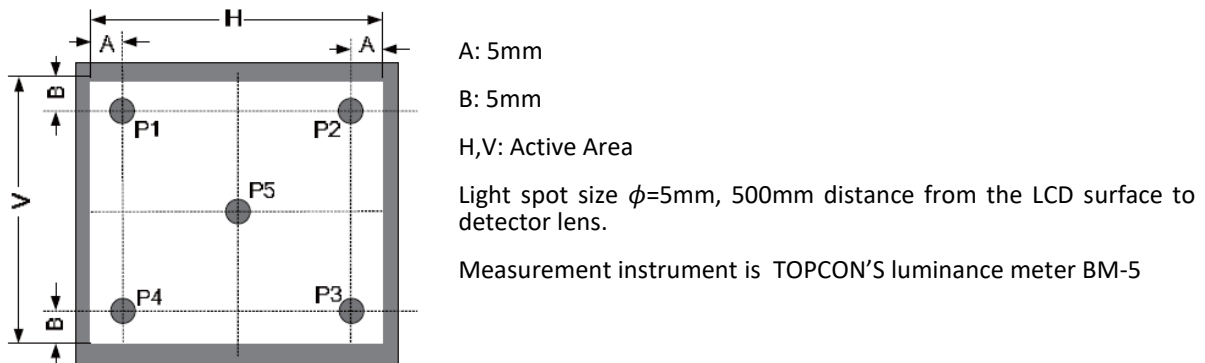 H
A
A
B
P1
P2
V
P5
P4
P3
B
A: 5mm
B: 5mm
H,V: Active Area
Light spot size ϕ=5mm, 500mm distance from the LCD surface to
detector lens.
Measurement instrument is TOPCON’S luminance meter BM-5